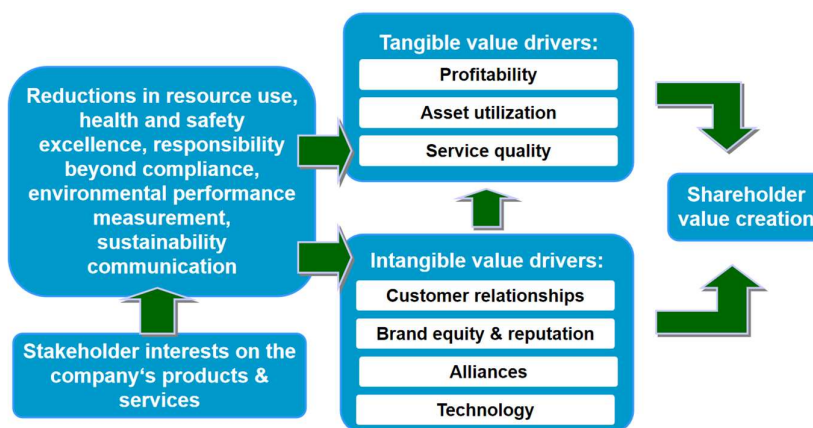 Reductions in resource use,
health and safety
excellence, responsibility
beyond compliance,
environmental performance
measurement,
sustainability
communication
Stakeholder interests on the
company‘s products &
services
Tangible value drivers:
Profitability
Asset utilization
Service quality
Intangible value drivers:
Customer relationships
Brand equity & reputation
Alliances
Technology
Shareholder
value creation